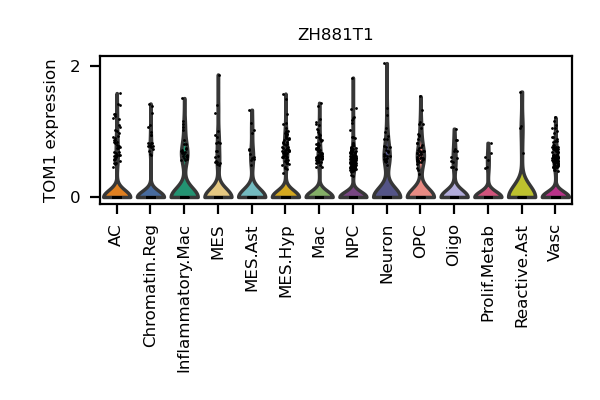 ZH881T1
TOM1 expression
2
0
AC
Chromatin.Reg
Inflammatory.Mac
MES
MES.Ast
MES.Hyp
Mac
NPC
Neuron
OPC
Oligo
Prolif.Metab
Reactive.Ast
Vasc